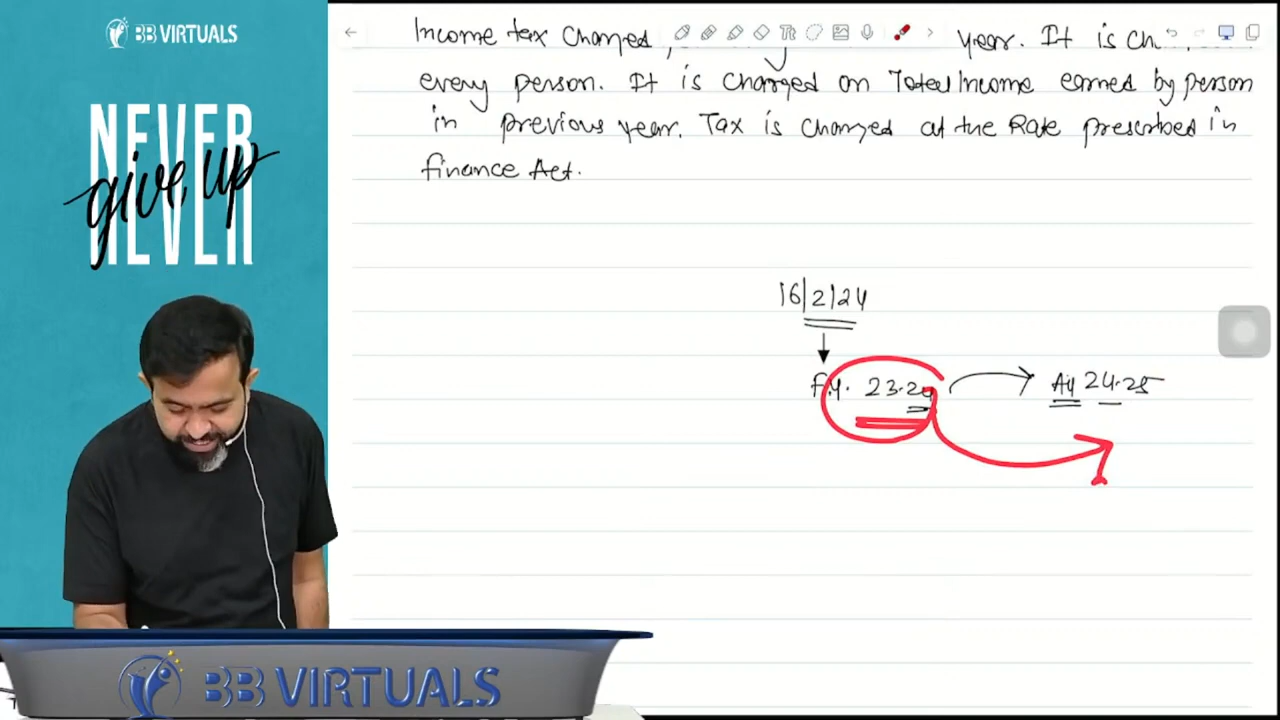 BB VIRTUALS
NEVER
give up
NEVER
Income tax charged year. It is
every person. It is charged on Total Income earned by person
in previous year. Tax is charged at the Rate prescribed in
finance Act.
16/2/24
F.Y. 23.24
AY 24.25
BB VIRTUALS